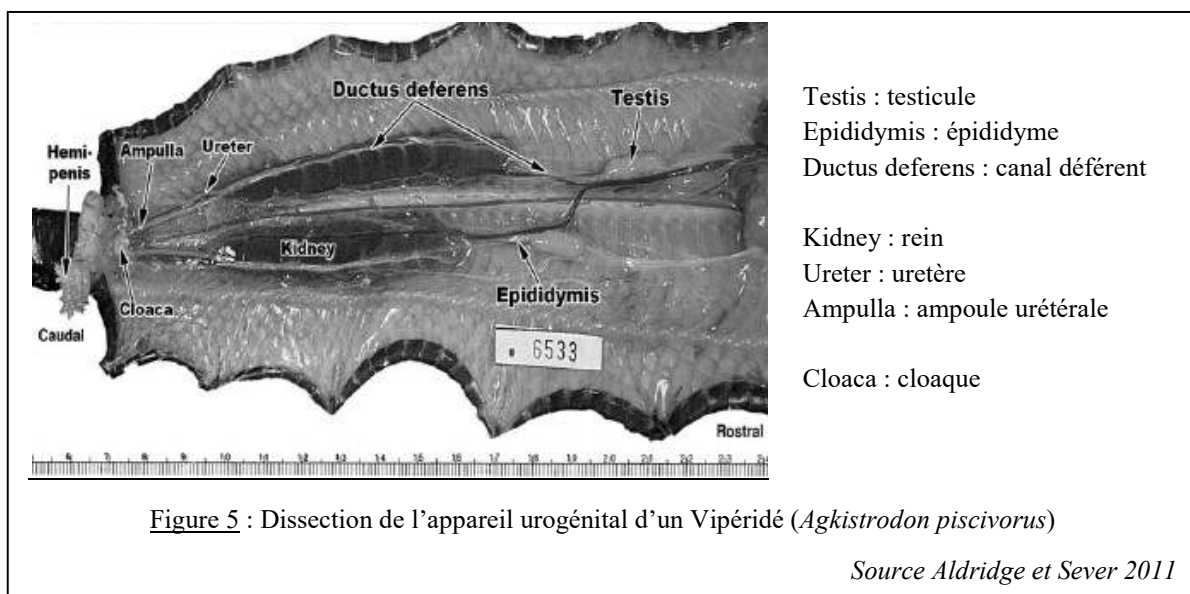 Ductus deferens
Testis
Hemi-
penis
Ampulla
Ureter
Kidney
Cloaca
Caudal
Epididymis
6533
Rostral
Testis : testicule
Epididymis : épididyme
Ductus deferens : canal déférent
Kidney : rein
Ureter : uretère
Ampulla : ampoule urétérale
Cloaca : cloaque
Figure 5 : Dissection de l’appareil urogénital d’un Vipéridé (Agkistrodon piscivorus)
Source Aldridge et Sever 2011